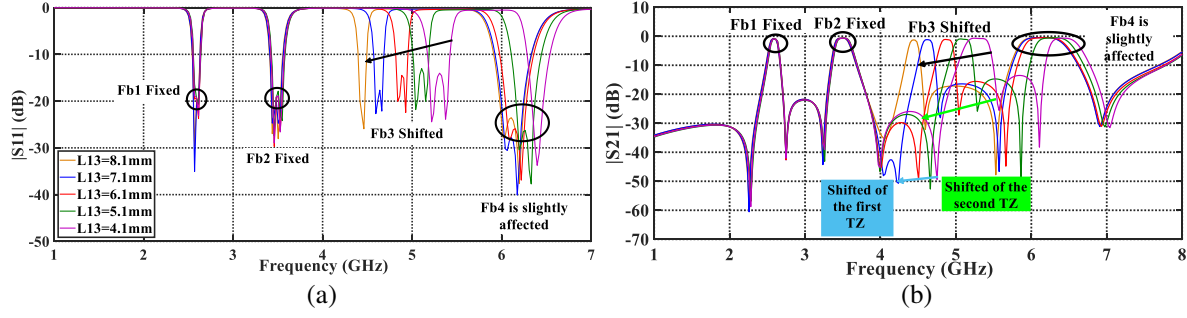 (a)
0
-10
-20
-30
-40
-50
|S11| (dB)
Fb1 Fixed
Fb2 Fixed
Fb3 Shifted
Fb4 is slightly
affected
L13=8.1mm
L13=7.1mm
L13=6.1mm
L13=5.1mm
L13=4.1mm
1 2 3 4 5 6 7
Frequency (GHz)
(a)
(b)
10
0
-10
-20
-30
-40
-50
-60
-70
|S21| (dB)
Fb1 Fixed
Fb2 Fixed
Fb3 Shifted
Fb4 is
slightly
affected
Shifted of
the first
TZ
Shifted of the
second TZ
1 2 3 4 5 6 7 8
Frequency (GHz)
(b)